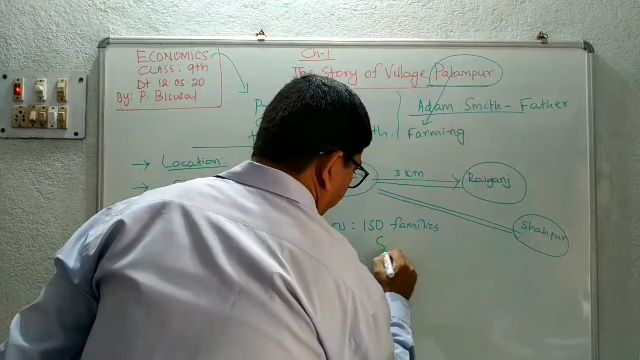 ECONOMICS
CLASS: 9th
Dt 12.05.20
By: P. Biswal
Ch-1
The Story of Village Palampur
Adam Smith - Father
th. Farming
→ Location
3 Km
Raiganj
Shahpur
: 150 families